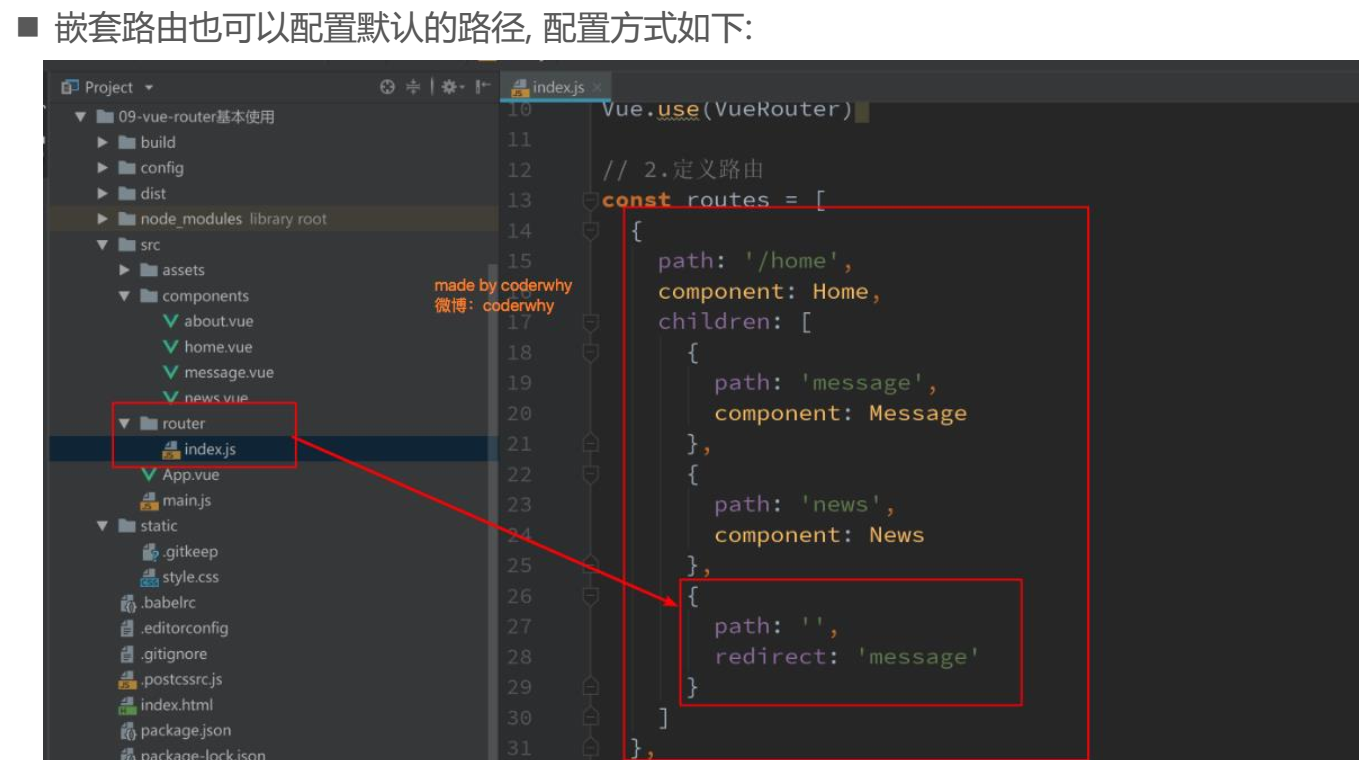 ■ 嵌套路由也可以配置默认的路径, 配置方式如下:
Project
index.js ×
09-vue-router基本使用
build
config
dist
node_modules library root
src
assets
components
about.vue
home.vue
message.vue
news.vue
router
index.js
App.vue
main.js
static
.gitkeep
style.css
.babelrc
.editorconfig
.gitignore
.postcssrc.js
index.html
package.json
package-lock.json
made by coderwhy
微博：coderwhy
10 Vue.use(VueRouter)
11
12 // 2.定义路由
13 const routes = [
14 {
15 path: '/home',
16 component: Home,
17 children: [
18 {
19 path: 'message',
20 component: Message
21 },
22 {
23 path: 'news',
24 component: News
25 },
26 {
27 path: '',
28 redirect: 'message'
29 }
30 ]
31 },